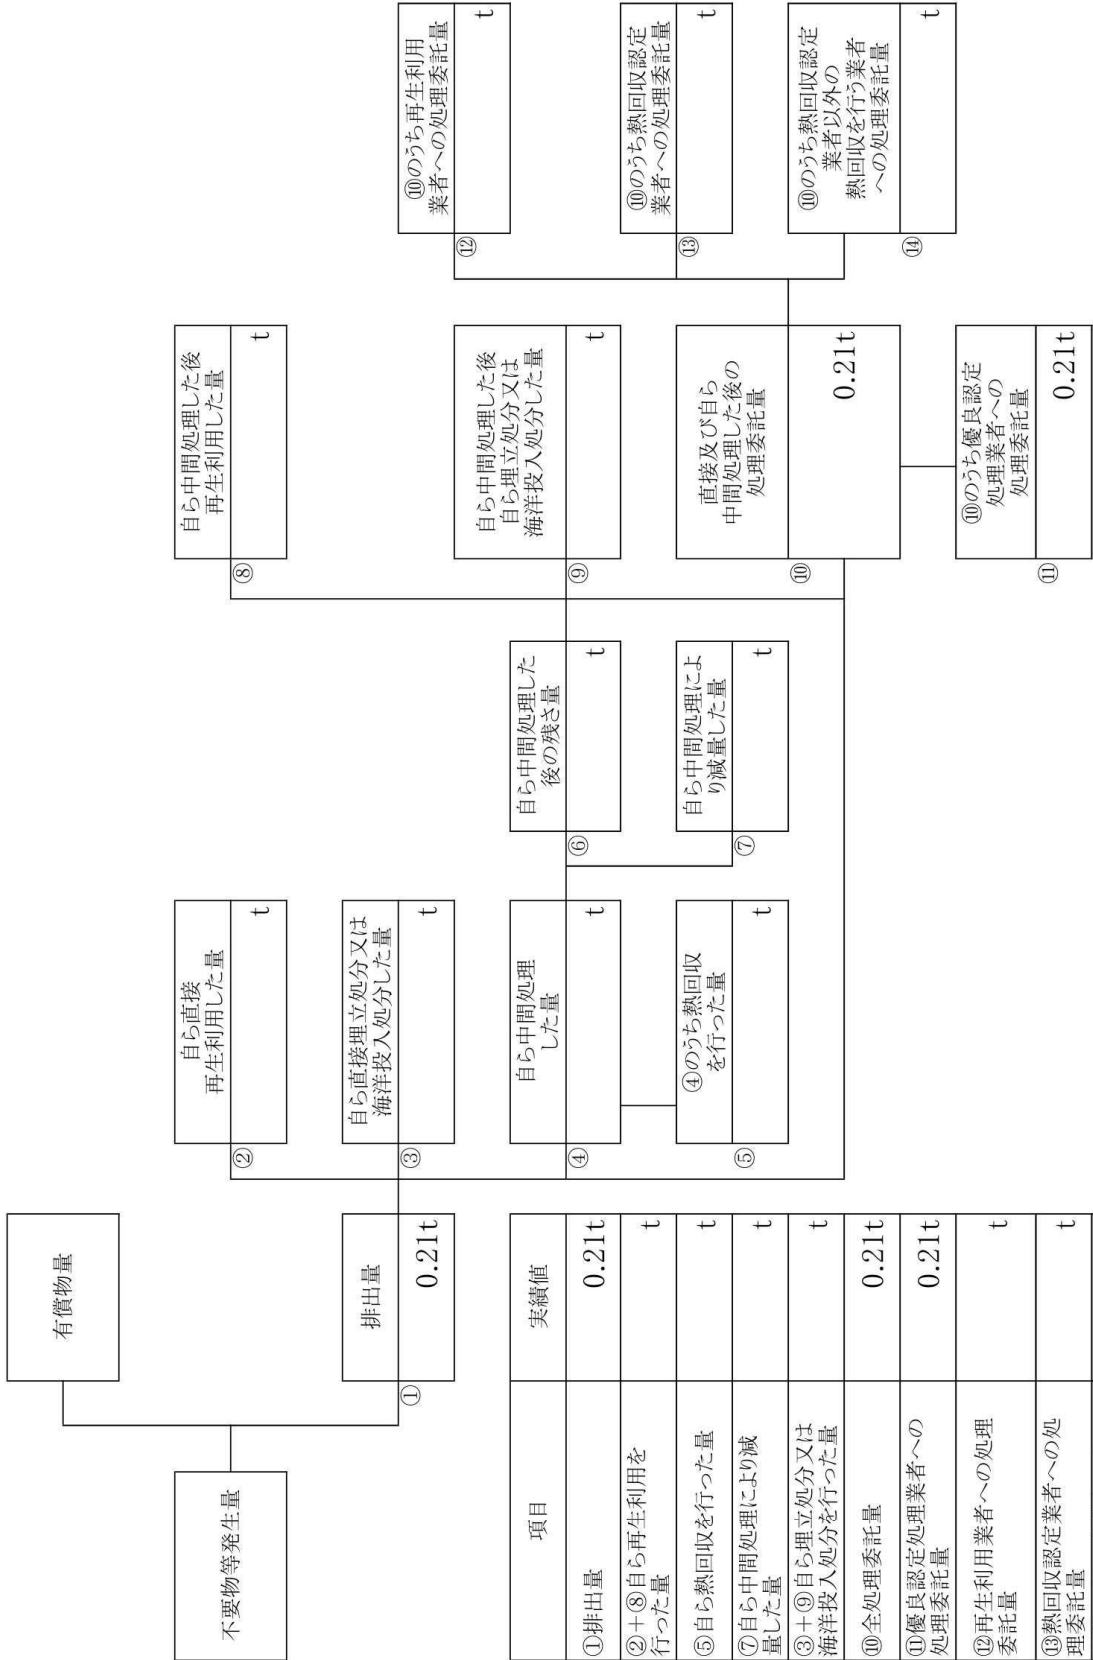 不要物等発生量
有償物量
排出量
①
0.21t
自ら直接
再生利用した量
②
t
自ら直接埋立処分又は
海洋投入処分した量
③
t
自ら中間処理
した量
④
t
④のうち熱回収
を行った量
⑤
t
自ら中間処理した
後の残さ量
⑥
t
自ら中間処理によ
り減量した量
⑦
t
自ら中間処理した後
再生利用した量
⑧
t
自ら中間処理した後
自ら埋立処分又は
海洋投入処分した量
⑨
t
直接及び自ら
中間処理した後の
処理委託量
⑩
0.21t
⑩のうち優良認定
処理業者への
処理委託量
⑪
0.21t
⑩のうち再生利用
業者への処理委託量
⑫
t
⑩のうち熱回収認定
業者への処理委託量
⑬
t
⑩のうち熱回収認定
業者以外の
熱回収を行う業者
への処理委託量
⑭
t
項目 実績値
①排出量 0.21t
②＋⑧自ら再生利用を
行った量 t
⑤自ら熱回収を行った量 t
⑦自ら中間処理により減
量した量 t
③＋⑨自ら埋立処分又は
海洋投入処分を行った量 t
⑩全処理委託量 0.21t
⑪優良認定処理業者への
処理委託量 0.21t
⑫再生利用業者への処理
委託量 t
⑬熱回収認定業者への処
理委託量 t